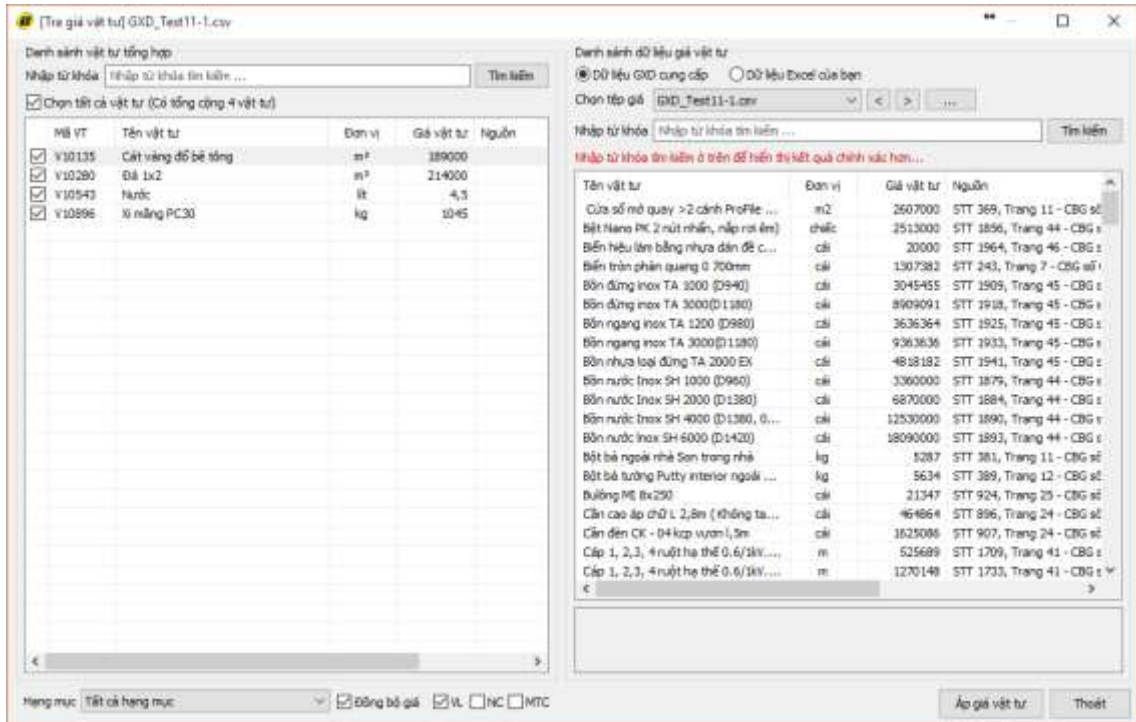 [Tra giá vật tư] GXD_Test11-1.csv
Danh sánh vật tư tổng hợp
Nhập từ khóa Nhập từ khóa tìm kiếm ... Tìm kiếm
Chọn tất cả vật tư (Có tổng cộng 4 vật tư)
Mã VT Tên vật tư Đơn vị Giá vật tư Nguồn
V10135 Cát vàng đổ bê tông m³ 189000
V10280 Đá 1x2 m³ 214000
V10543 Nước lít 4,5
V10896 Xi măng PC30 kg 1045
Hạng mục Tất cả hạng mục Đồng bộ giá VL NC MTC
Danh sánh dữ liệu giá vật tư
Dữ liệu GXD cung cấp Dữ liệu Excel của bạn
Chọn tệp giá GXD_Test11-1.csv < > ...
Nhập từ khóa Nhập từ khóa tìm kiếm ... Tìm kiếm
Nhập từ khóa tìm kiếm ở trên để hiển thị kết quả chính xác hơn...
Tên vật tư Đơn vị Giá vật tư Nguồn
Cửa sổ mở quay >2 cánh ProFile ... m2 2607000 STT 369, Trang 11 - CBG số
Bệt Nano PK 2 nút nhấn, nắp rơi êm) chiếc 2513000 STT 1856, Trang 44 - CBG s
Biển hiệu làm bằng nhựa dán đề c... cái 20000 STT 1964, Trang 46 - CBG s
Biển tròn phản quang 0 700mm cái 1307382 STT 243, Trang 7 - CBG số
Bồn đứng inox TA 1000 (D940) cái 3045455 STT 1909, Trang 45 - CBG s
Bồn đứng inox TA 3000(D1180) cái 8909091 STT 1918, Trang 45 - CBG s
Bồn ngang inox TA 1200 (D980) cái 3636364 STT 1925, Trang 45 - CBG s
Bồn ngang inox TA 3000(D1180) cái 9363636 STT 1933, Trang 45 - CBG s
Bồn nhựa loại đứng TA 2000 EX cái 4818182 STT 1941, Trang 45 - CBG s
Bồn nước Inox SH 1000 (D960) cái 3360000 STT 1879, Trang 44 - CBG s
Bồn nước Inox SH 2000 (D1380) cái 6870000 STT 1884, Trang 44 - CBG s
Bồn nước Inox SH 4000 (D1380, 0... cái 12530000 STT 1890, Trang 44 - CBG s
Bồn nước Inox SH 6000 (D1420) cái 18090000 STT 1893, Trang 44 - CBG s
Bột bả ngoài nhà Sơn trong nhà kg 5287 STT 381, Trang 11 - CBG số
Bột bả tường Putty interior ngoài ... kg 5634 STT 389, Trang 12 - CBG số
Bulông ME 8x250 cái 21347 STT 924, Trang 25 - CBG số
Cần cao áp chữ L 2,8m ( Không ta... cái 464864 STT 896, Trang 24 - CBG số
Cần đèn CK - 04 kcp vươn l,5m cái 1625086 STT 907, Trang 24 - CBG số
Cáp 1, 2,3, 4 ruột hạ thế 0.6/1kV.... m 525689 STT 1709, Trang 41 - CBG s
Cáp 1, 2,3, 4 ruột hạ thế 0.6/1kV.... m 1270148 STT 1733, Trang 41 - CBG s
Áp giá vật tư Thoát